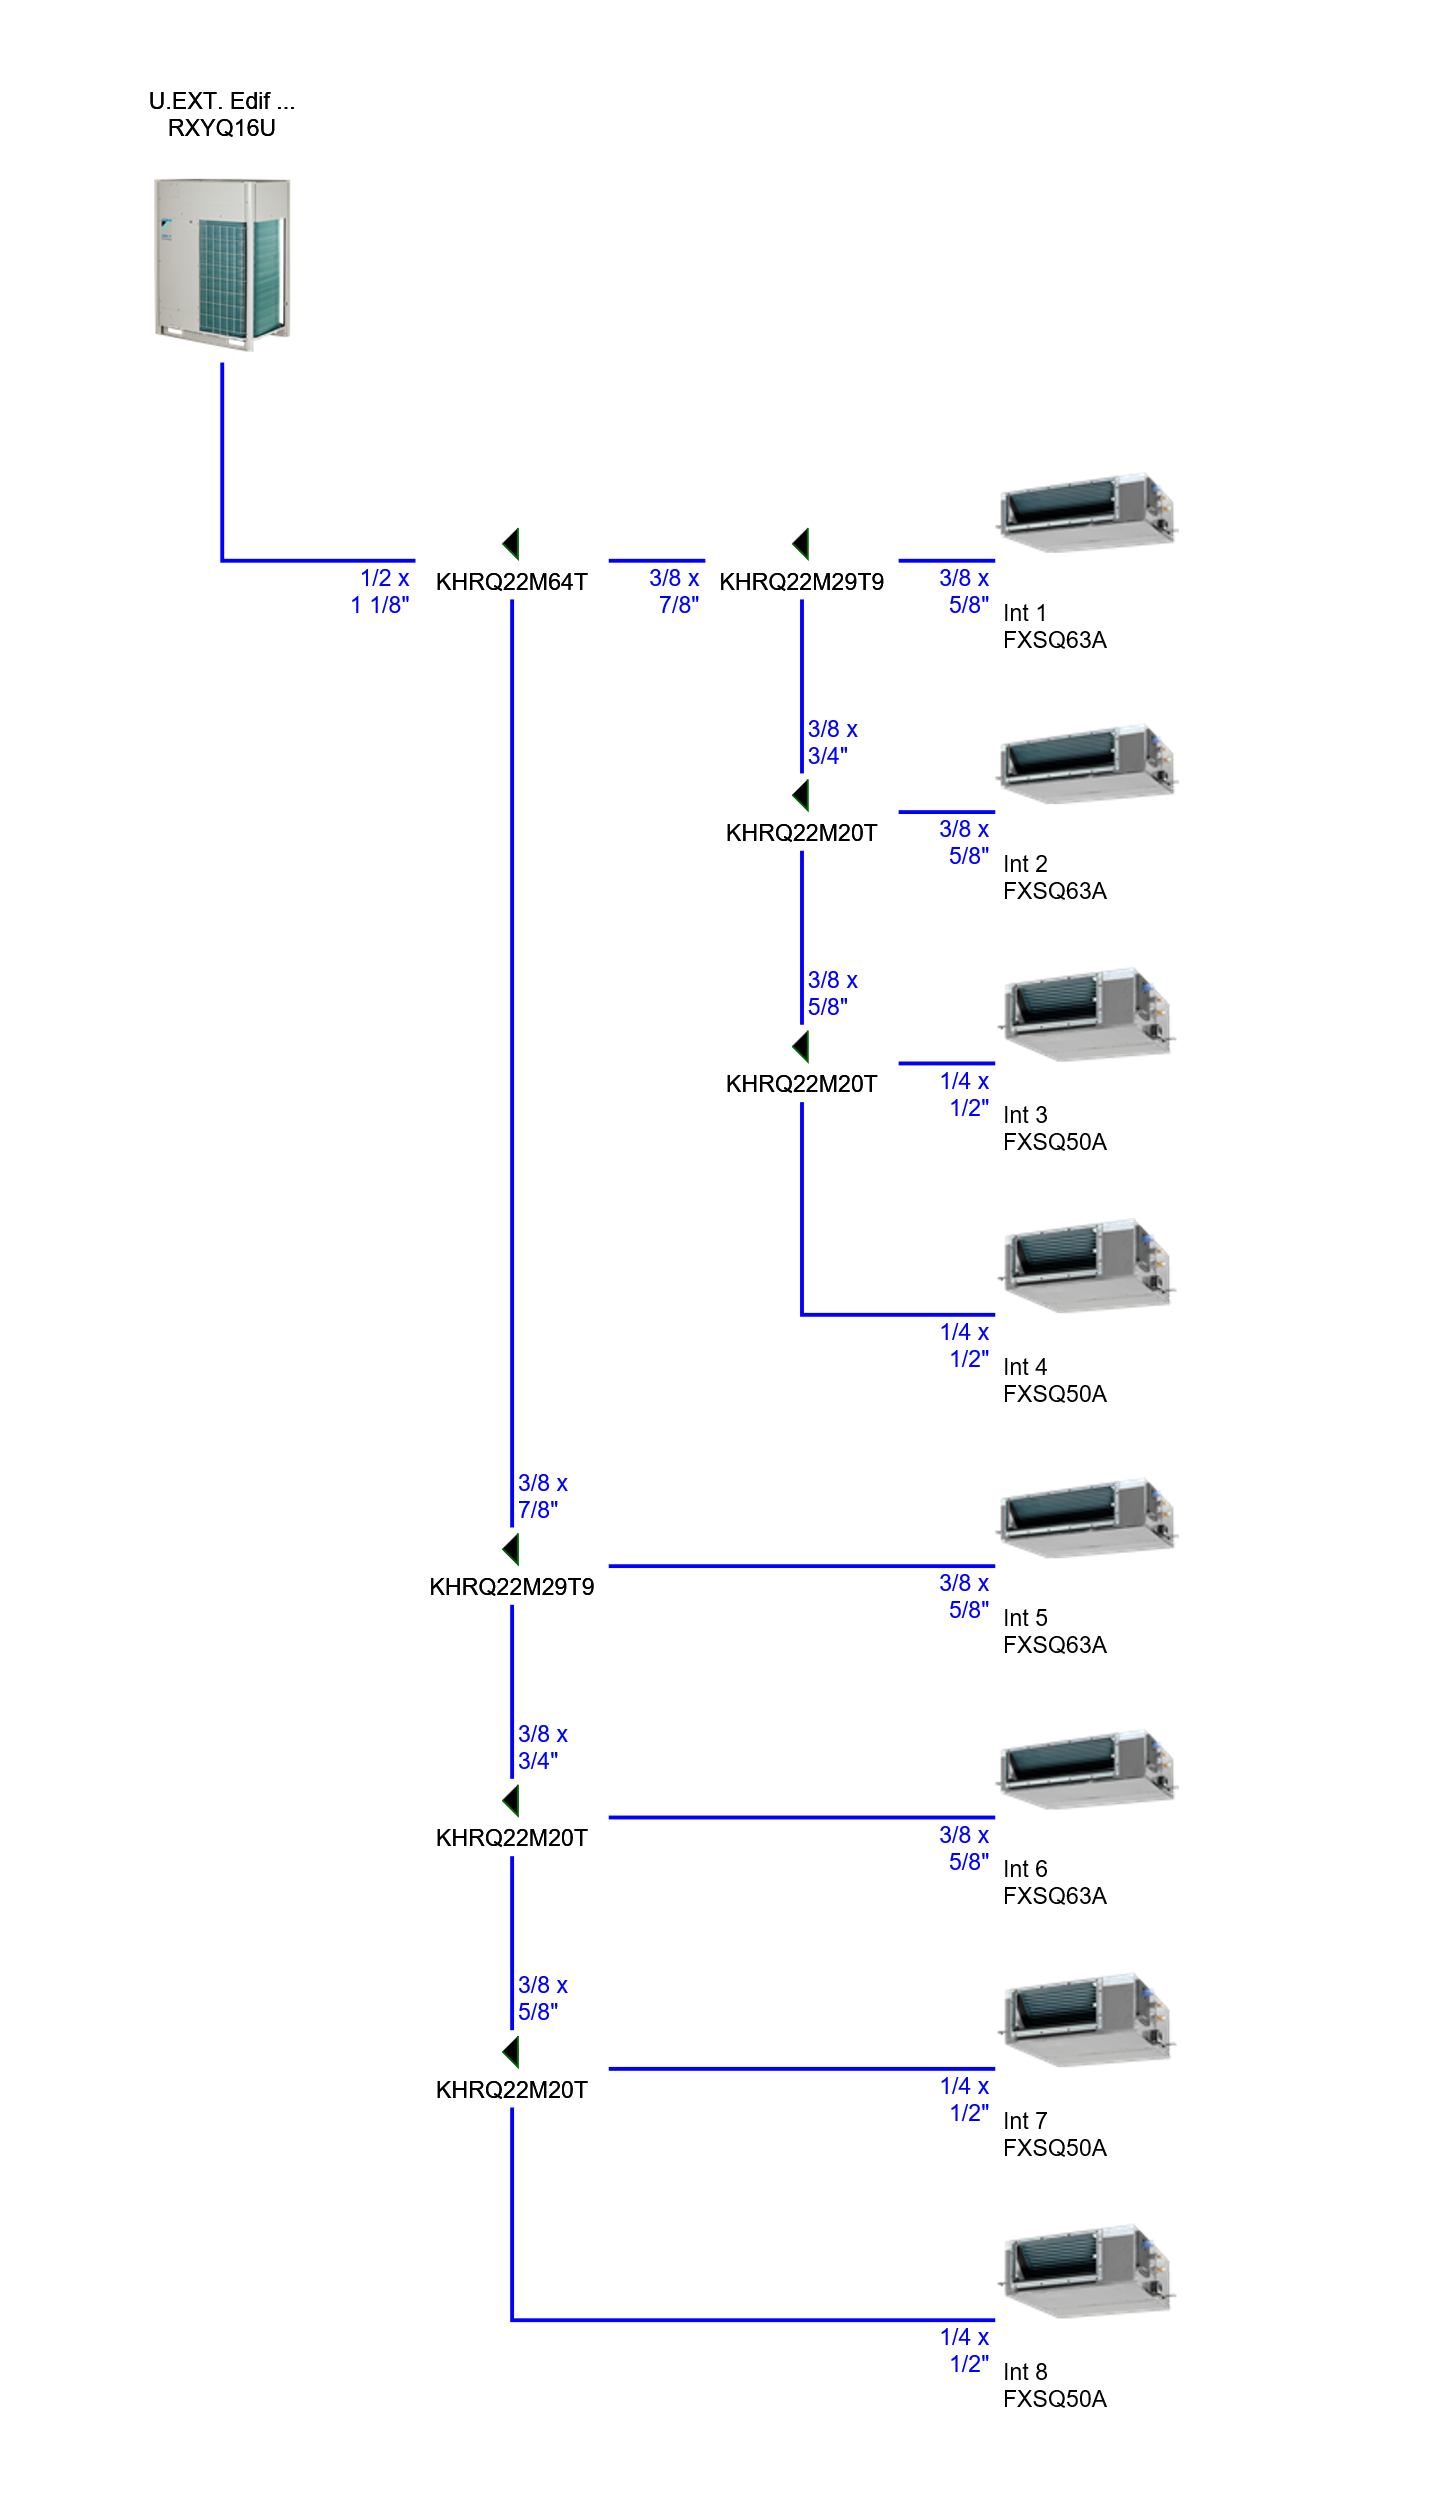 U.EXT. Edif ...
RXYQ16U
1/2 x
1 1/8"
KHRQ22M64T
3/8 x
7/8"
KHRQ22M29T9
3/8 x
5/8"
Int 1
FXSQ63A
3/8 x
3/4"
KHRQ22M20T
3/8 x
5/8"
Int 2
FXSQ63A
3/8 x
5/8"
KHRQ22M20T
1/4 x
1/2"
Int 3
FXSQ50A
1/4 x
1/2"
Int 4
FXSQ50A
3/8 x
7/8"
KHRQ22M29T9
3/8 x
5/8"
Int 5
FXSQ63A
3/8 x
3/4"
KHRQ22M20T
3/8 x
5/8"
Int 6
FXSQ63A
3/8 x
5/8"
KHRQ22M20T
1/4 x
1/2"
Int 7
FXSQ50A
1/4 x
1/2"
Int 8
FXSQ50A